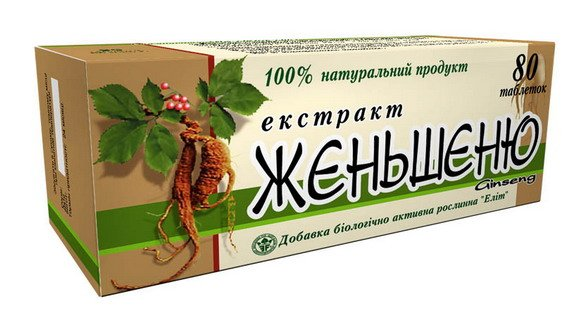 100% натуральний продукт
80
таблеток
екстракт
ЖЕНЬШЕНЮ
Ginseng
Добавка біологічно активна рослинна "Еліт"